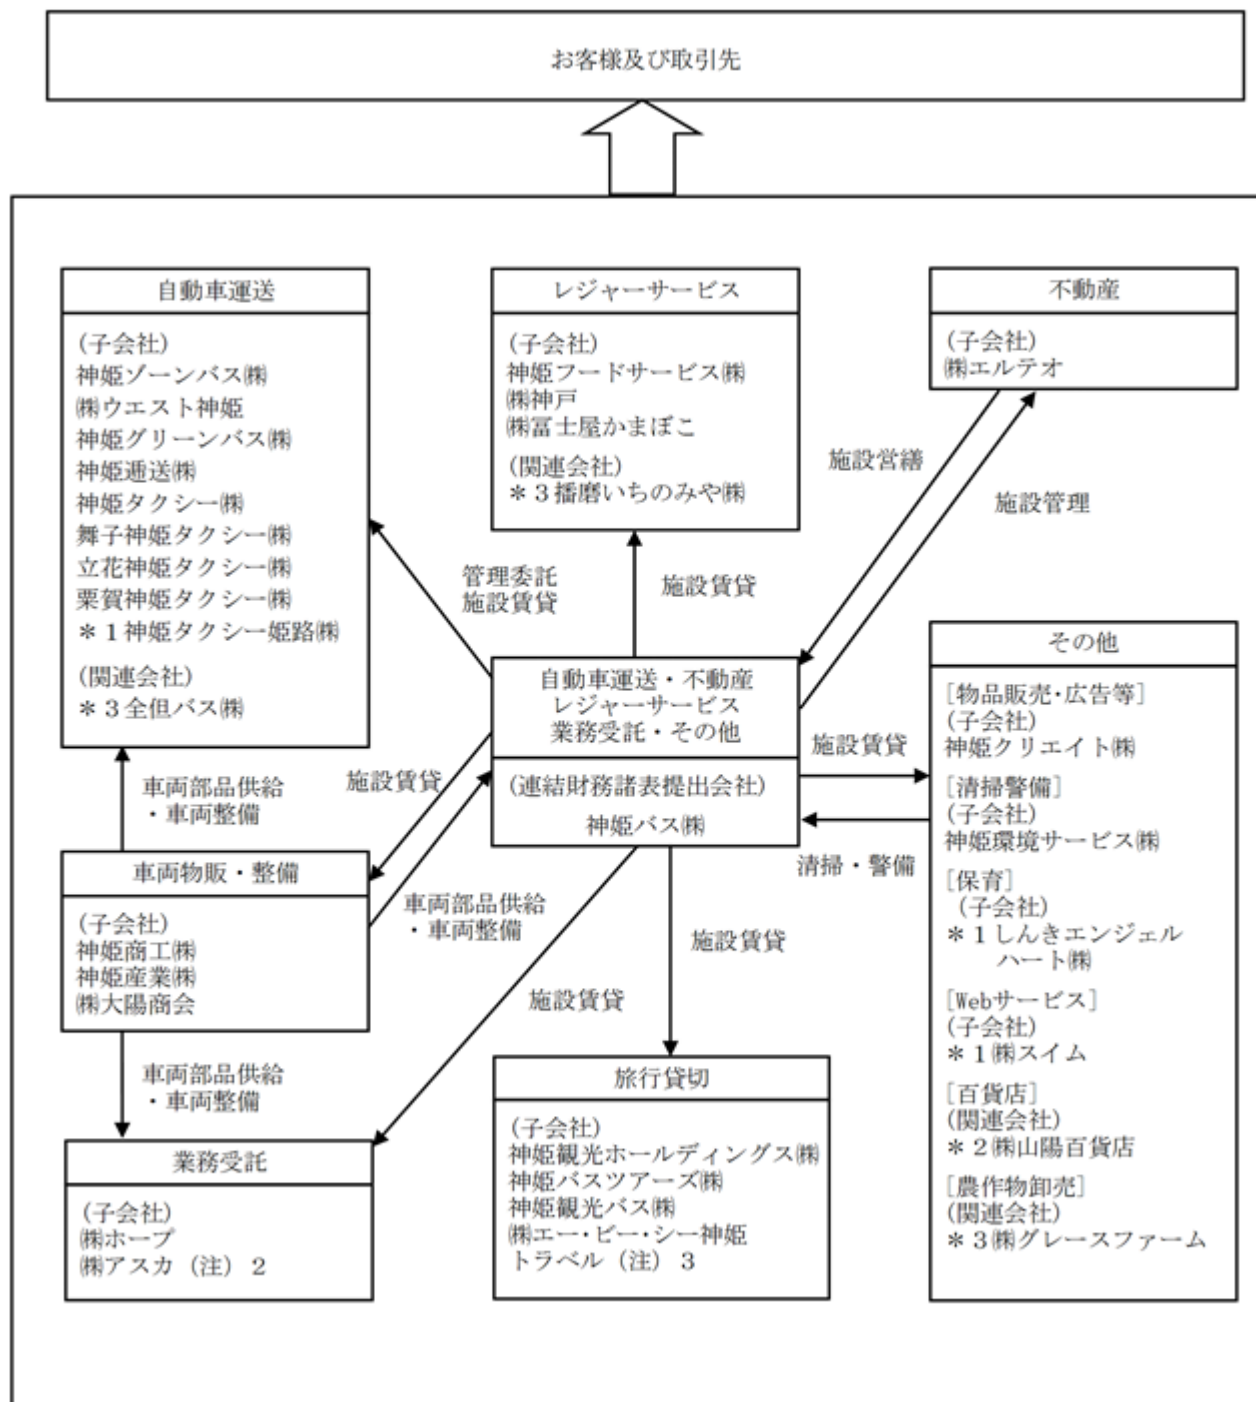 お客様及び取引先
自動車運送
(子会社)
神姫ゾーンバス㈱
㈱ウエスト神姫
神姫グリーンバス㈱
神姫逓送㈱
神姫タクシー㈱
舞子神姫タクシー㈱
立花神姫タクシー㈱
粟賀神姫タクシー㈱
＊1神姫タクシー姫路㈱
(関連会社)
＊3全但バス㈱
レジャーサービス
(子会社)
神姫フードサービス㈱
㈱神戸
㈱冨士屋かまぼこ
(関連会社)
＊3播磨いちのみや㈱
不動産
(子会社)
㈱エルテオ
施設営繕
施設管理
管理委託
施設賃貸
施設賃貸
自動車運送・不動産
レジャーサービス
業務受託・その他
(連結財務諸表提出会社)
神姫バス㈱
施設賃貸
清掃・警備
その他
[物品販売･広告等]
(子会社)
神姫クリエイト㈱
[清掃警備]
(子会社)
神姫環境サービス㈱
[保育]
(子会社)
＊1しんきエンジェル
ハート㈱
[Webサービス]
(子会社)
＊1㈱スイム
[百貨店]
(関連会社)
＊2㈱山陽百貨店
[農作物卸売]
(関連会社)
＊3㈱グレースファーム
車両部品供給
・車両整備
施設賃貸
車両物販・整備
(子会社)
神姫商工㈱
神姫産業㈱
㈱大陽商会
車両部品供給
・車両整備
施設賃貸
施設賃貸
車両部品供給
・車両整備
業務受託
(子会社)
㈱ホープ
㈱アスカ（注）2
旅行貸切
(子会社)
神姫観光ホールディングス㈱
神姫バスツアーズ㈱
神姫観光バス㈱
㈱エー･ビー･シー神姫
トラベル（注）3